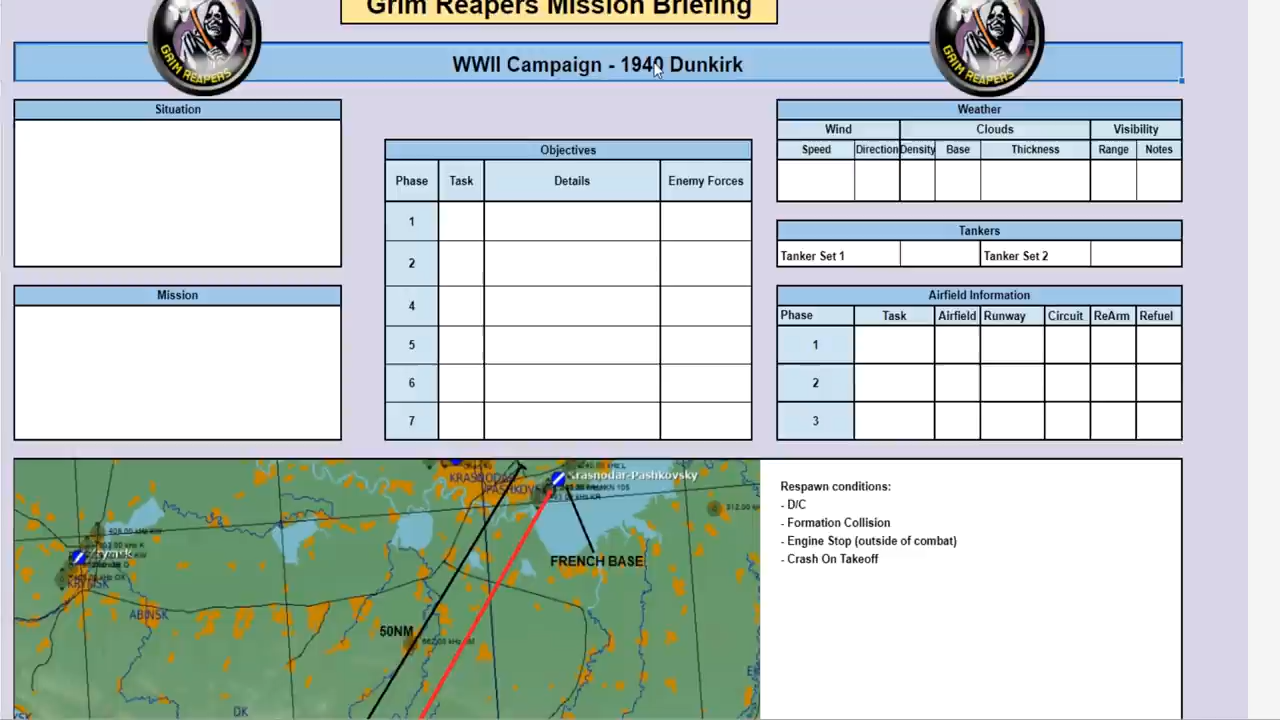 Grim Reapers Mission Briefing
GRIM REAPERS
GRIM REAPERS
WWII Campaign - 1940 Dunkirk
Situation
Mission
Objectives
Phase Task Details Enemy Forces
1
2
4
5
6
7
Weather
Wind Clouds Visibility
Speed Direction Density Base Thickness Range Notes
Tankers
Tanker Set 1 Tanker Set 2
Airfield Information
Phase Task Airfield Runway Circuit ReArm Refuel
1
2
3
KRASNODAR
Krasnodar-Pashkovsky
FRENCH BASE
KRYMSK
ABINSK
50NM
Respawn conditions:
- D/C
- Formation Collision
- Engine Stop (outside of combat)
- Crash On Takeoff